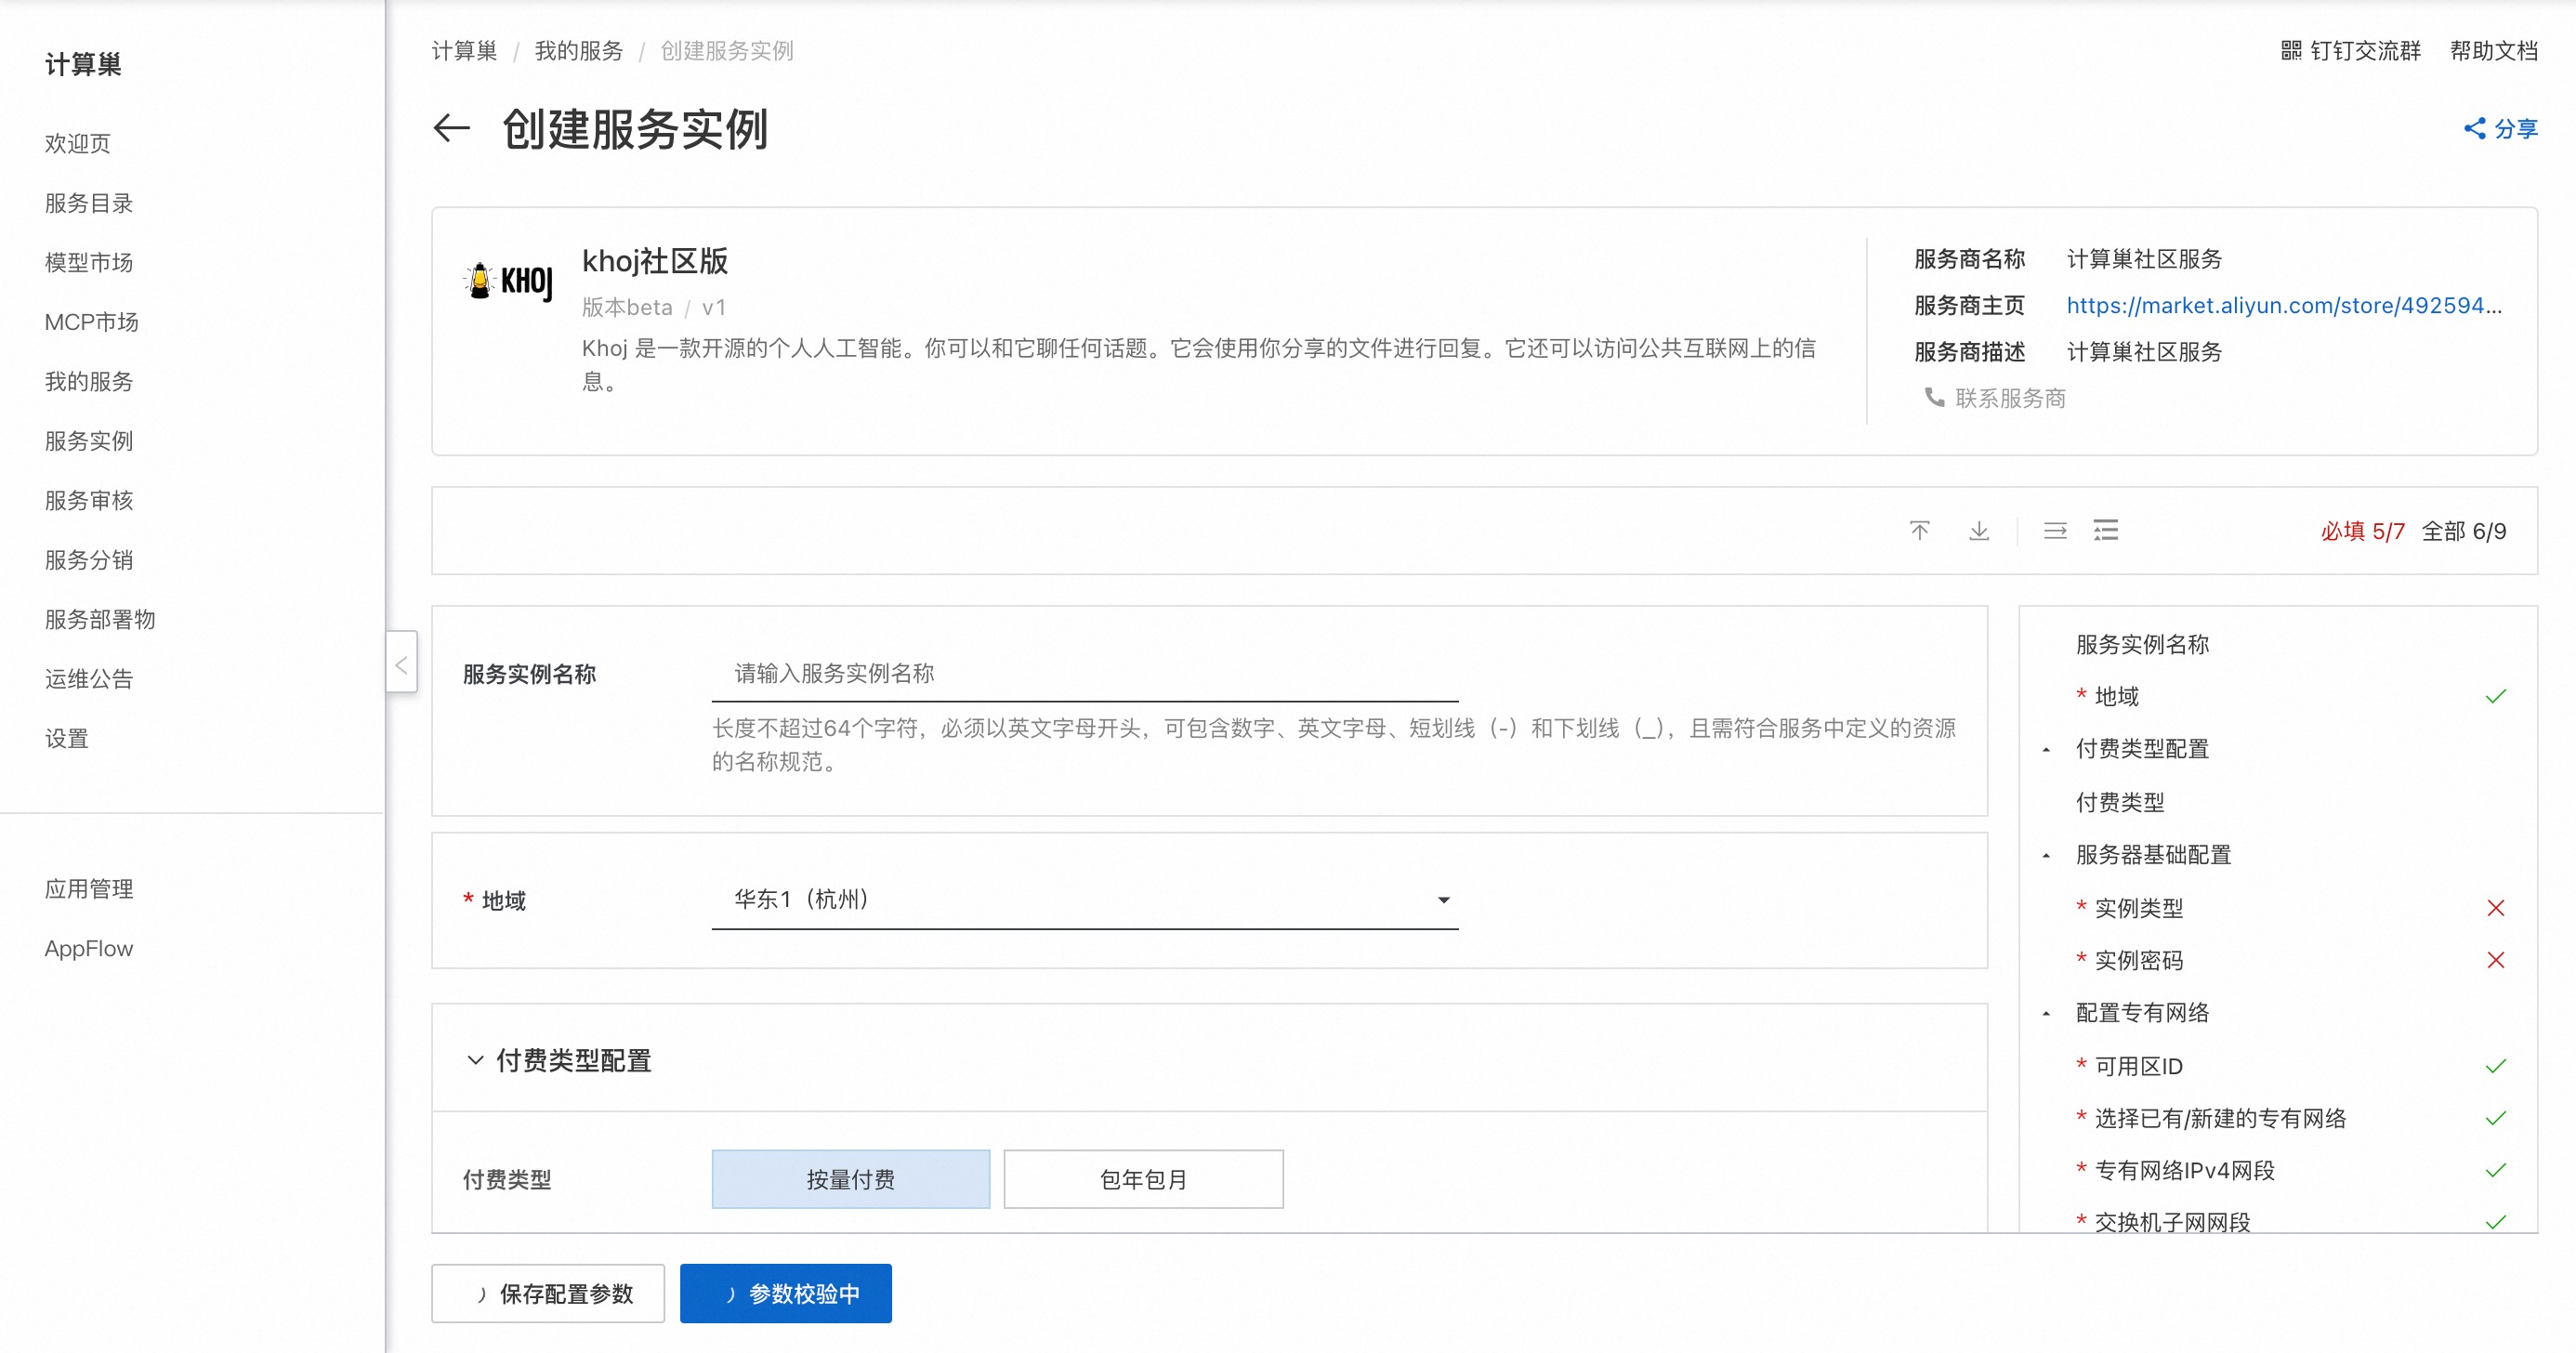 计算巢
欢迎页
服务目录
模型市场
MCP市场
我的服务
服务实例
服务审核
服务分销
服务部署物
运维公告
设置
应用管理
AppFlow
计算巢 / 我的服务 / 创建服务实例
钉钉交流群 帮助文档
创建服务实例
分享
KHOJ
khoj社区版
版本beta / v1
Khoj 是一款开源的个人人工智能。你可以和它聊任何话题。它会使用你分享的文件进行回复。它还可以访问公共互联网上的信
息。
服务商名称 计算巢社区服务
服务商主页 https://market.aliyun.com/store/492594...
服务商描述 计算巢社区服务
联系服务商
必填 5/7 全部 6/9
服务实例名称 请输入服务实例名称
长度不超过64个字符，必须以英文字母开头，可包含数字、英文字母、短划线（-）和下划线（_），且需符合服务中定义的资源
的名称规范。
* 地域 华东1（杭州）
付费类型配置
付费类型 按量付费 包年包月
服务实例名称
* 地域
付费类型配置
付费类型
服务器基础配置
* 实例类型
* 实例密码
配置专有网络
* 可用区ID
* 选择已有/新建的专有网络
* 专有网络IPv4网段
* 交换机子网网段
保存配置参数 参数校验中